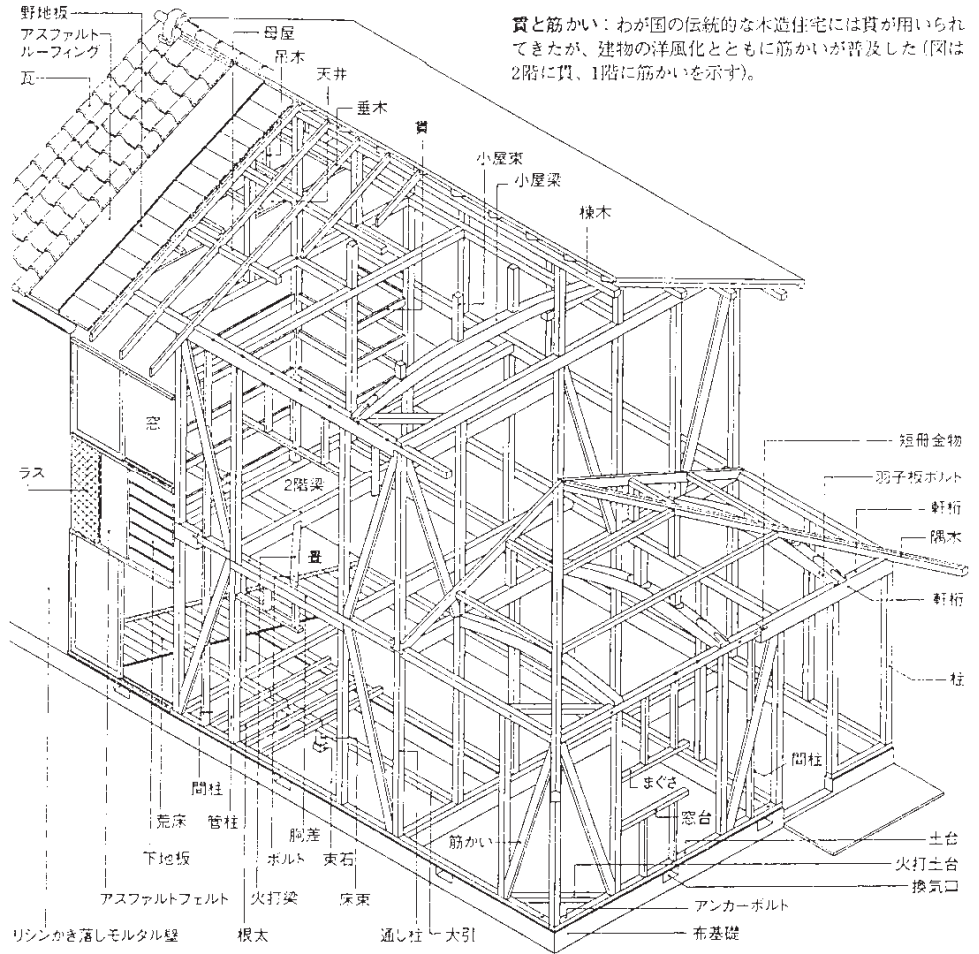 野地板
アスファルト
ルーフィング
瓦
母屋
吊木
天井
垂木
貫
小屋束
小屋梁
棟木
貫と筋かい：わが国の伝統的な木造住宅には貫が用いられ
てきたが、建物の洋風化とともに筋かいが普及した（図は
2階に貫、1階に筋かいを示す）。
窓
ラス
2階梁
畳
短冊金物
羽子板ボルト
軒桁
隅木
軒桁
柱
間柱
まぐさ
窓台
間柱
荒床
管柱
胴差
筋かい
土台
下地板
ボルト
束石
火打土台
換気口
アスファルトフェルト
火打梁
床束
アンカーボルト
リシンかき落しモルタル壁
根太
通し柱
大引
布基礎